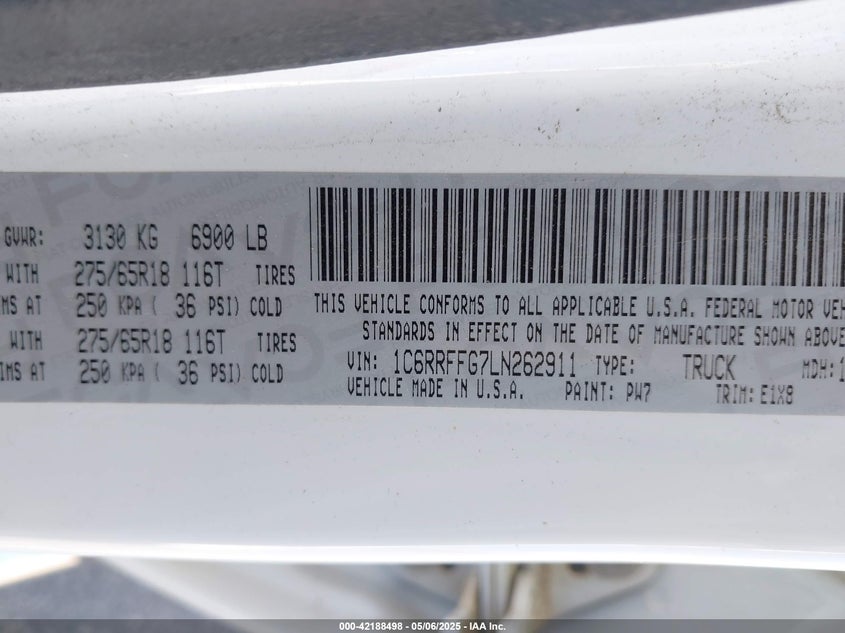 GVWR: 3130 KG 6900 LB
WITH 275/65R18 116T TIRES
IMS AT 250 KPA ( 36 PSI) COLD
WITH 275/65R18 116T TIRES
IMS AT 250 KPA ( 36 PSI) COLD
THIS VEHICLE CONFORMS TO ALL APPLICABLE U.S.A. FEDERAL MOTOR VEH
STANDARDS IN EFFECT ON THE DATE OF MANUFACTURE SHOWN ABOVE
VIN: 1C6RRFFG7LN262911 TYPE: TRUCK MDH:1
VEHICLE MADE IN U.S.A. PAINT: PW7 TRIM: E1X8
000-42188498 - 05/06/2025 - IAA Inc.